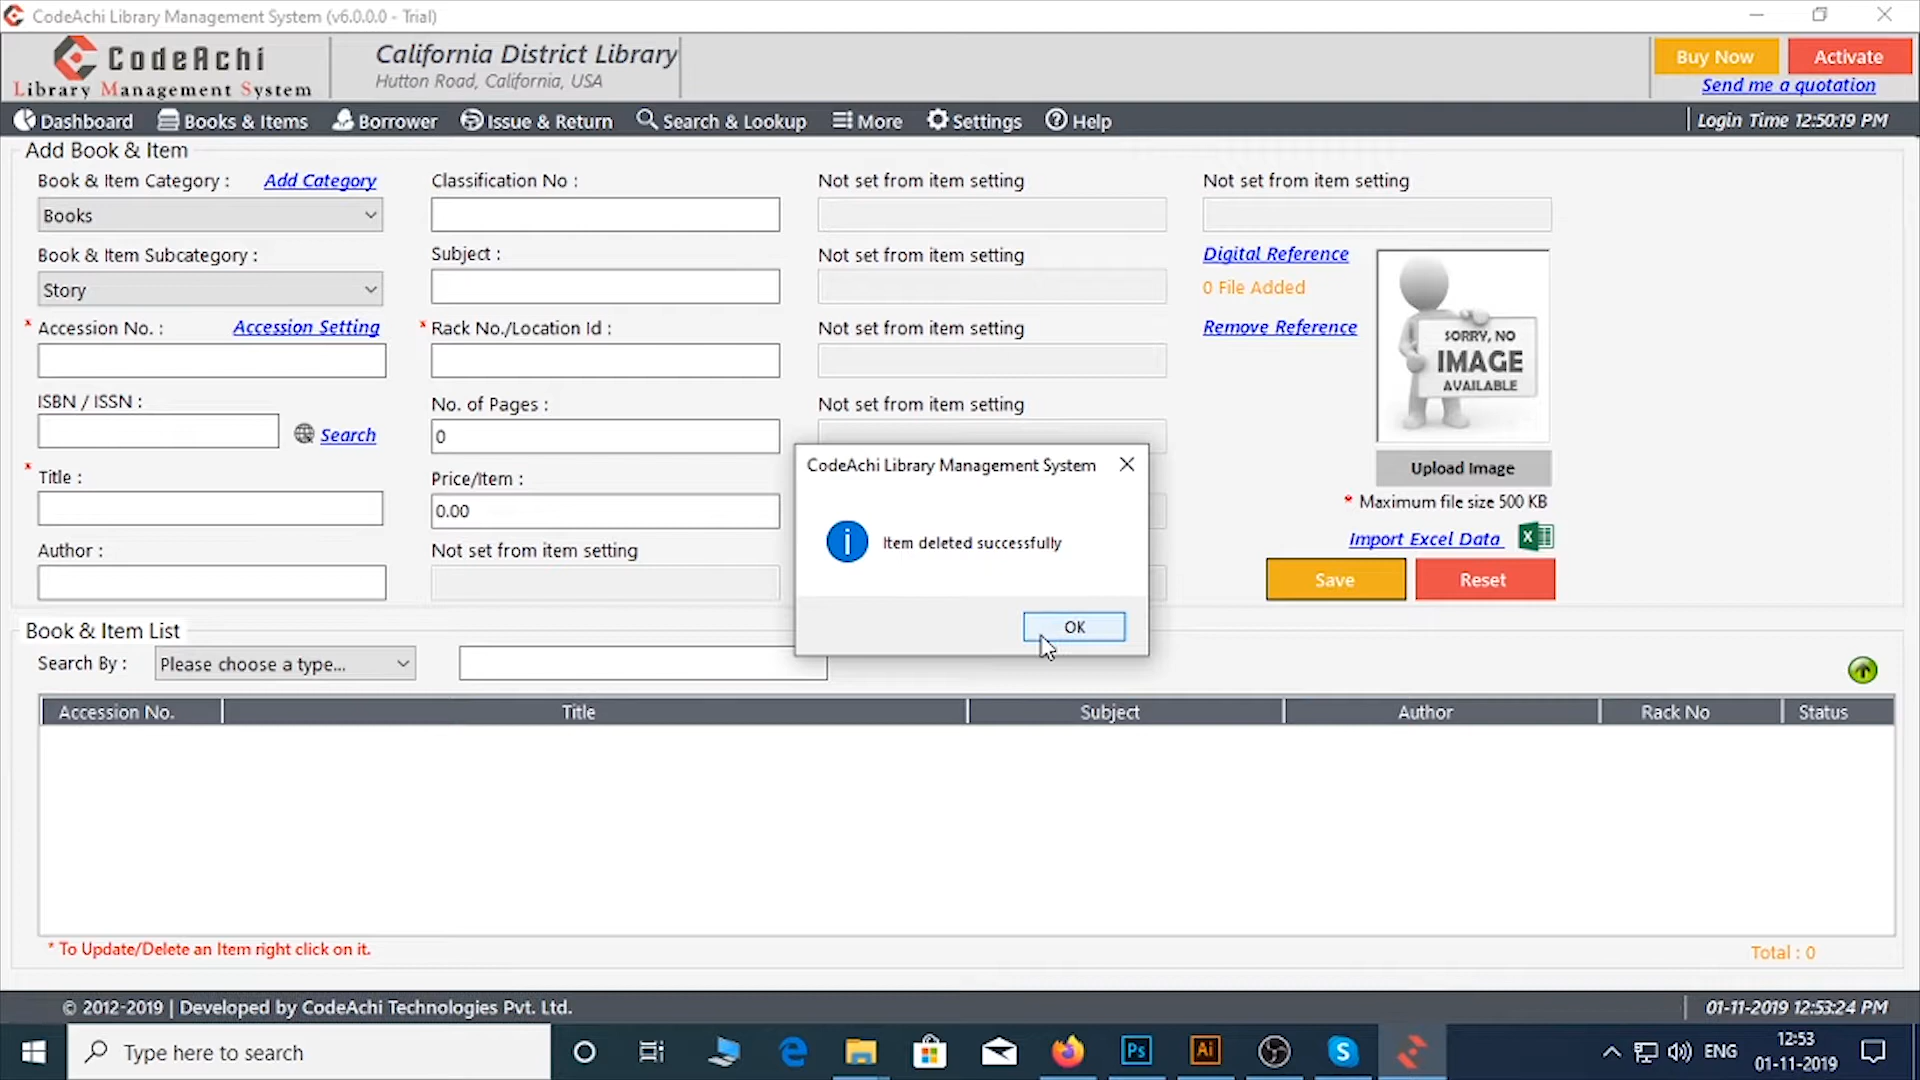 CodeAchi Library Management System (v6.0.0.0 - Trial)
CodeAchi
Library Management System
California District Library
Hutton Road, California, USA
Buy Now
Activate
Send me a quotation
Dashboard Books & Items Borrower Issue & Return Search & Lookup More Settings Help
Login Time 12:50:19 PM
Add Book & Item
Book & Item Category : Add Category
Books
Book & Item Subcategory :
Story
* Accession No. : Accession Setting
ISBN / ISSN :
Search
* Title :
Author :
Classification No :
Subject :
* Rack No./Location Id :
No. of Pages :
0
Price/Item :
0.00
Not set from item setting
Not set from item setting
Not set from item setting
Not set from item setting
Not set from item setting
Not set from item setting
Digital Reference
0 File Added
Remove Reference
SORRY, NO
IMAGE
AVAILABLE
Upload Image
* Maximum file size 500 KB
Import Excel Data
Save
Reset
CodeAchi Library Management System
Item deleted successfully
OK
Book & Item List
Search By : Please choose a type...
Accession No. Title Subject Author Rack No Status
* To Update/Delete an Item right click on it.
Total : 0
© 2012-2019 | Developed by CodeAchi Technologies Pvt. Ltd.
01-11-2019 12:53:24 PM
Type here to search
Ps
Ai
ENG
12:53
01-11-2019